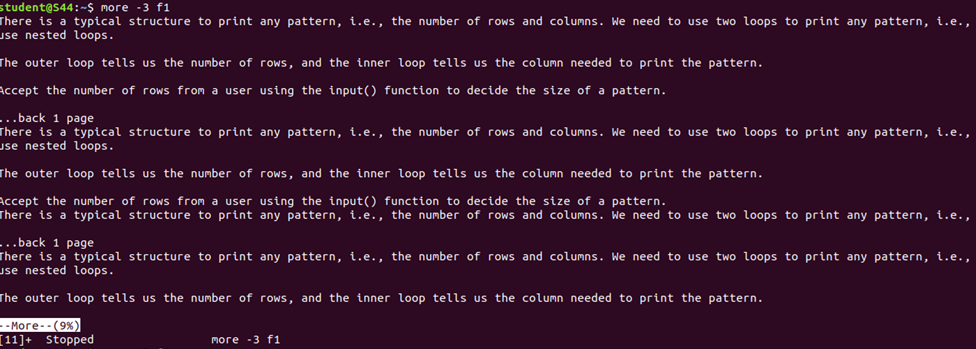 student@S44:~$ more -3 f1
There is a typical structure to print any pattern, i.e., the number of rows and columns. We need to use two loops to print any pattern, i.e.,
use nested loops.
The outer loop tells us the number of rows, and the inner loop tells us the column needed to print the pattern.
Accept the number of rows from a user using the input() function to decide the size of a pattern.
...back 1 page
There is a typical structure to print any pattern, i.e., the number of rows and columns. We need to use two loops to print any pattern, i.e.,
use nested loops.
The outer loop tells us the number of rows, and the inner loop tells us the column needed to print the pattern.
Accept the number of rows from a user using the input() function to decide the size of a pattern.
There is a typical structure to print any pattern, i.e., the number of rows and columns. We need to use two loops to print any pattern, i.e.,
...back 1 page
There is a typical structure to print any pattern, i.e., the number of rows and columns. We need to use two loops to print any pattern, i.e.,
use nested loops.
The outer loop tells us the number of rows, and the inner loop tells us the column needed to print the pattern.
--More--(9%)
[11]+  Stopped                 more -3 f1